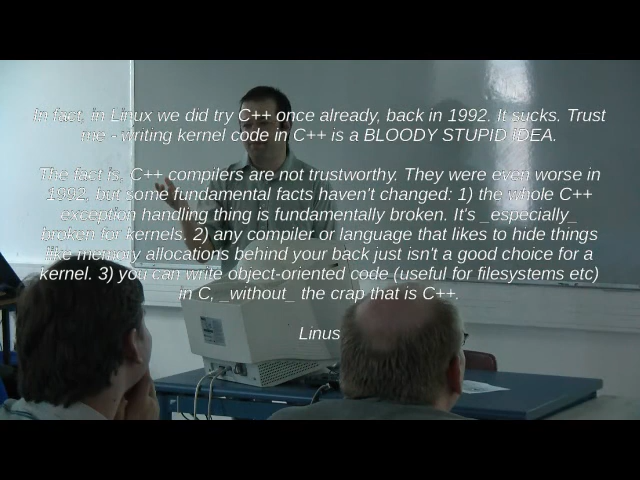 In fact, in Linux we did try C++ once already, back in 1992. It sucks. Trust
me - writing kernel code in C++ is a BLOODY STUPID IDEA.
The fact is, C++ compilers are not trustworthy. They were even worse in
1992, but some fundamental facts haven't changed: 1) the whole C++
exception handling thing is fundamentally broken. It's _especially_
broken for kernels. 2) any compiler or language that likes to hide things
like memory allocations behind your back just isn't a good choice for a
kernel. 3) you can write object-oriented code (useful for filesystems etc)
in C, _without_ the crap that is C++.
Linus